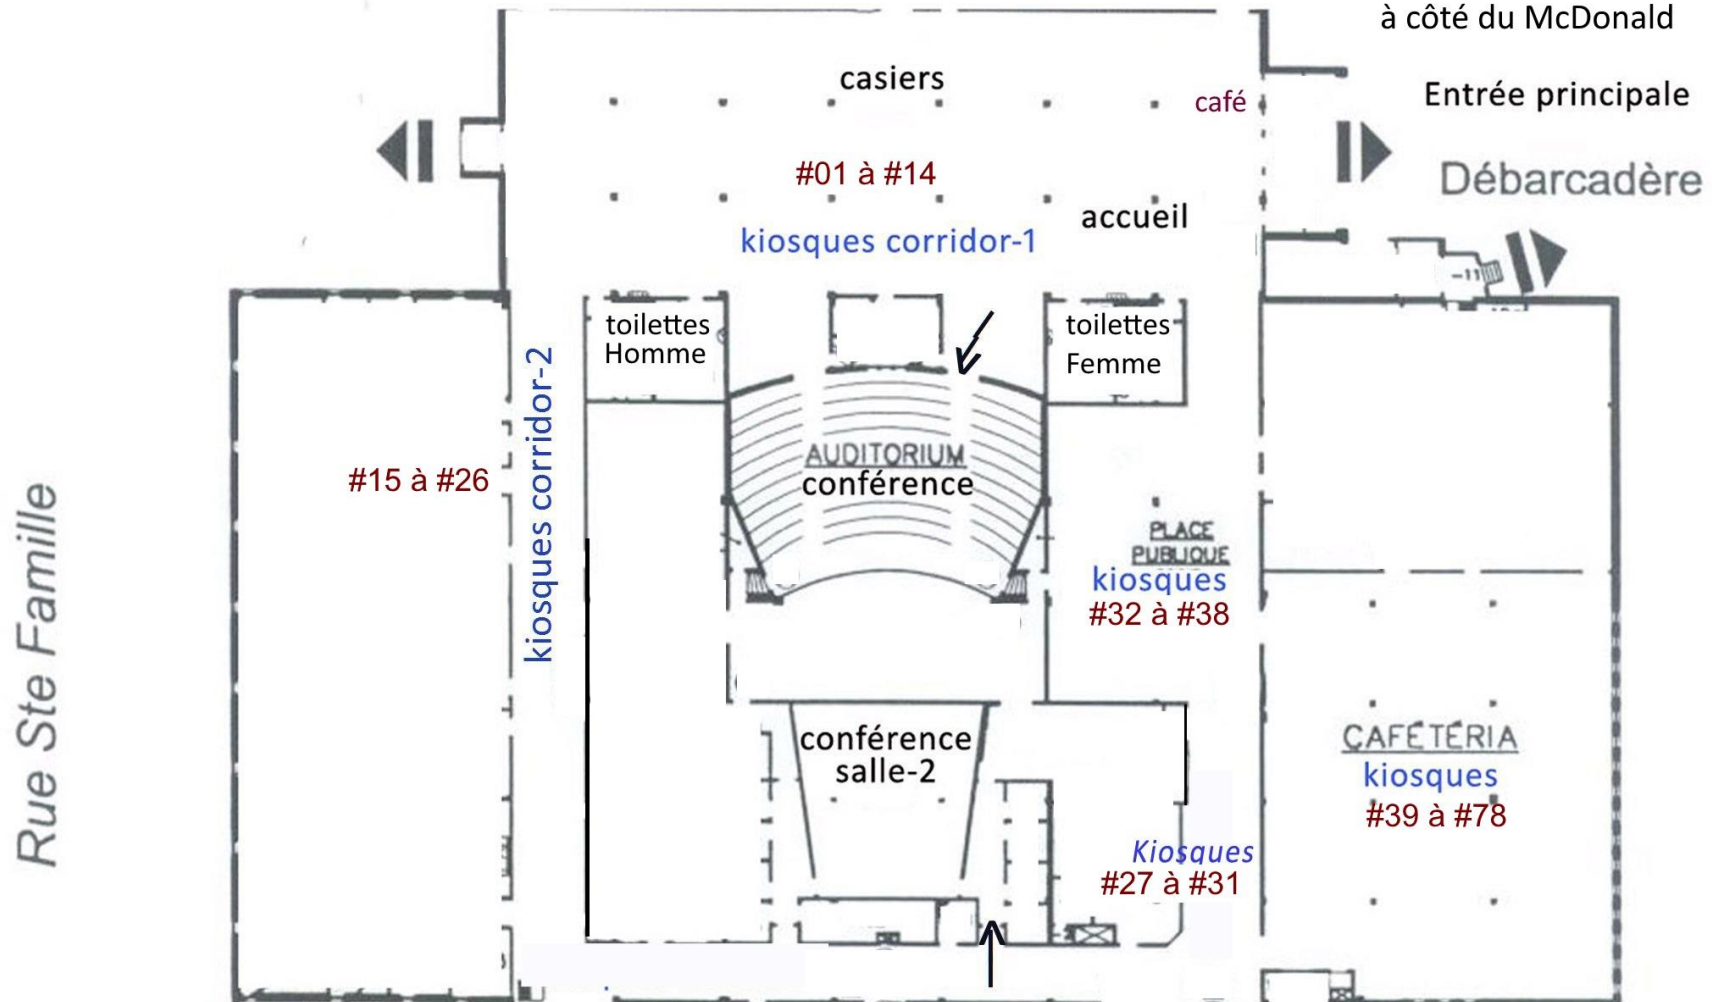 à côté du McDonald
casiers
Entrée principale
café
#01 à #14
Débarcadère
accueil
kiosques corridor-1
toilettes
Homme
toilettes
Femme
kiosques corridor-2
AUDITORIUM
conférence
#15 à #26
Rue Ste Famille
PLACE
PUBLIQUE
kiosques
#32 à #38
conférence
salle-2
CAFÉTÉRIA
kiosques
#39 à #78
Kiosques
#27 à #31